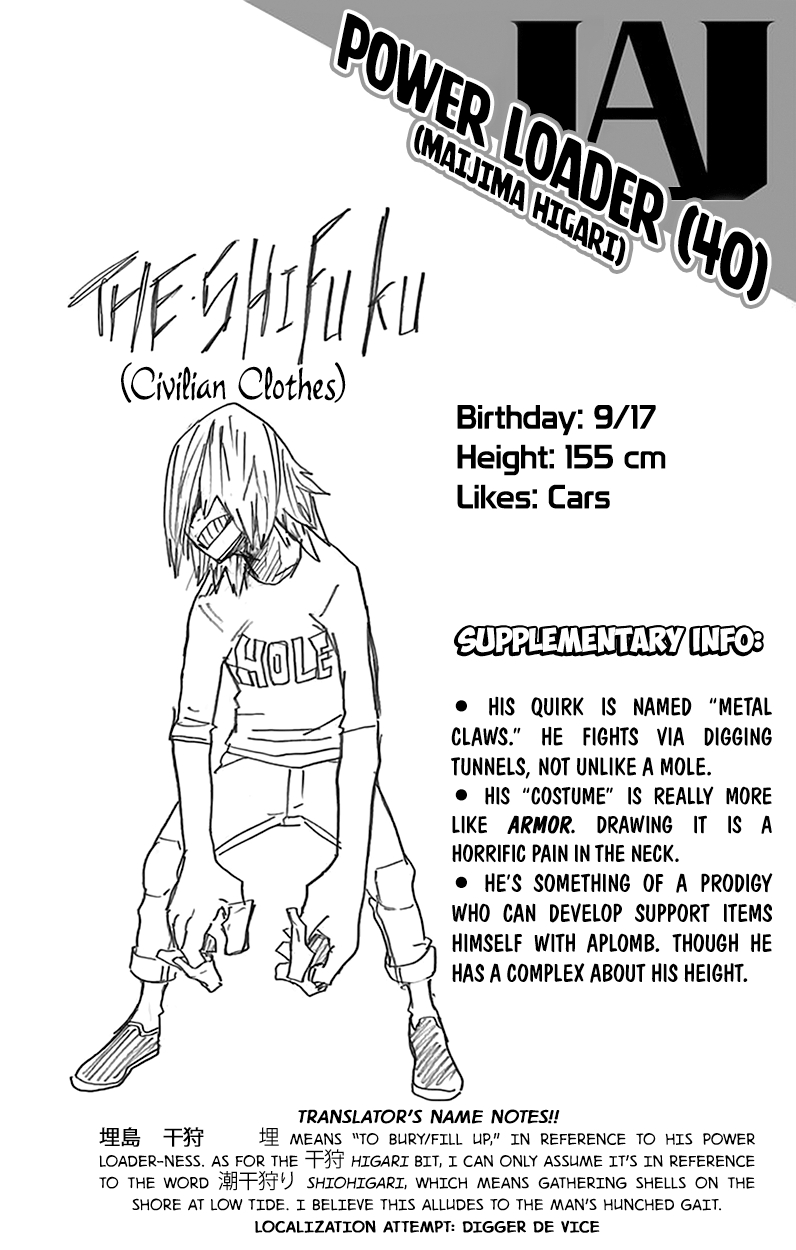 UA
POWER LOADER (40)
(MAIJIMA HIGARI)
THE·SHIFUKU
(Civilian Clothes)
Birthday: 9/17
Height: 155 cm
Likes: Cars
HOLE
SUPPLEMENTARY INFO:
• HIS QUIRK IS NAMED “METAL
CLAWS.” HE FIGHTS VIA DIGGING
TUNNELS, NOT UNLIKE A MOLE.
• HIS “COSTUME” IS REALLY MORE
LIKE ARMOR. DRAWING IT IS A
HORRIFIC PAIN IN THE NECK.
• HE’S SOMETHING OF A PRODIGY
WHO CAN DEVELOP SUPPORT ITEMS
HIMSELF WITH APLOMB. THOUGH HE
HAS A COMPLEX ABOUT HIS HEIGHT.
TRANSLATOR’S NAME NOTES!!
埋島 干狩 埋 MEANS “TO BURY/FILL UP,” IN REFERENCE TO HIS POWER
LOADER-NESS. AS FOR THE 干狩 HIGARI BIT, I CAN ONLY ASSUME IT’S IN REFERENCE
TO THE WORD 潮干狩り SHIOHIGARI, WHICH MEANS GATHERING SHELLS ON THE
SHORE AT LOW TIDE. I BELIEVE THIS ALLUDES TO THE MAN’S HUNCHED GAIT.
LOCALIZATION ATTEMPT: DIGGER DE VICE